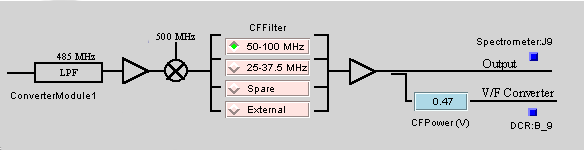 500 MHz
CFFilter
485 MHz
LPF
ConverterModule1
50-100 MHz
25-37.5 MHz
Spare
External
Spectrometer:J9
Output
0.47
CFPower (V)
V/F Converter
DCR:B_9